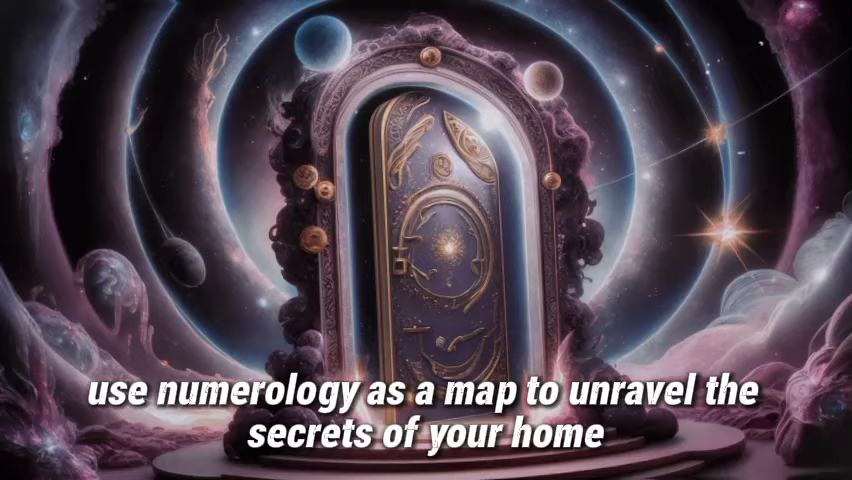 use numerology as a map to unravel the
secrets of your home